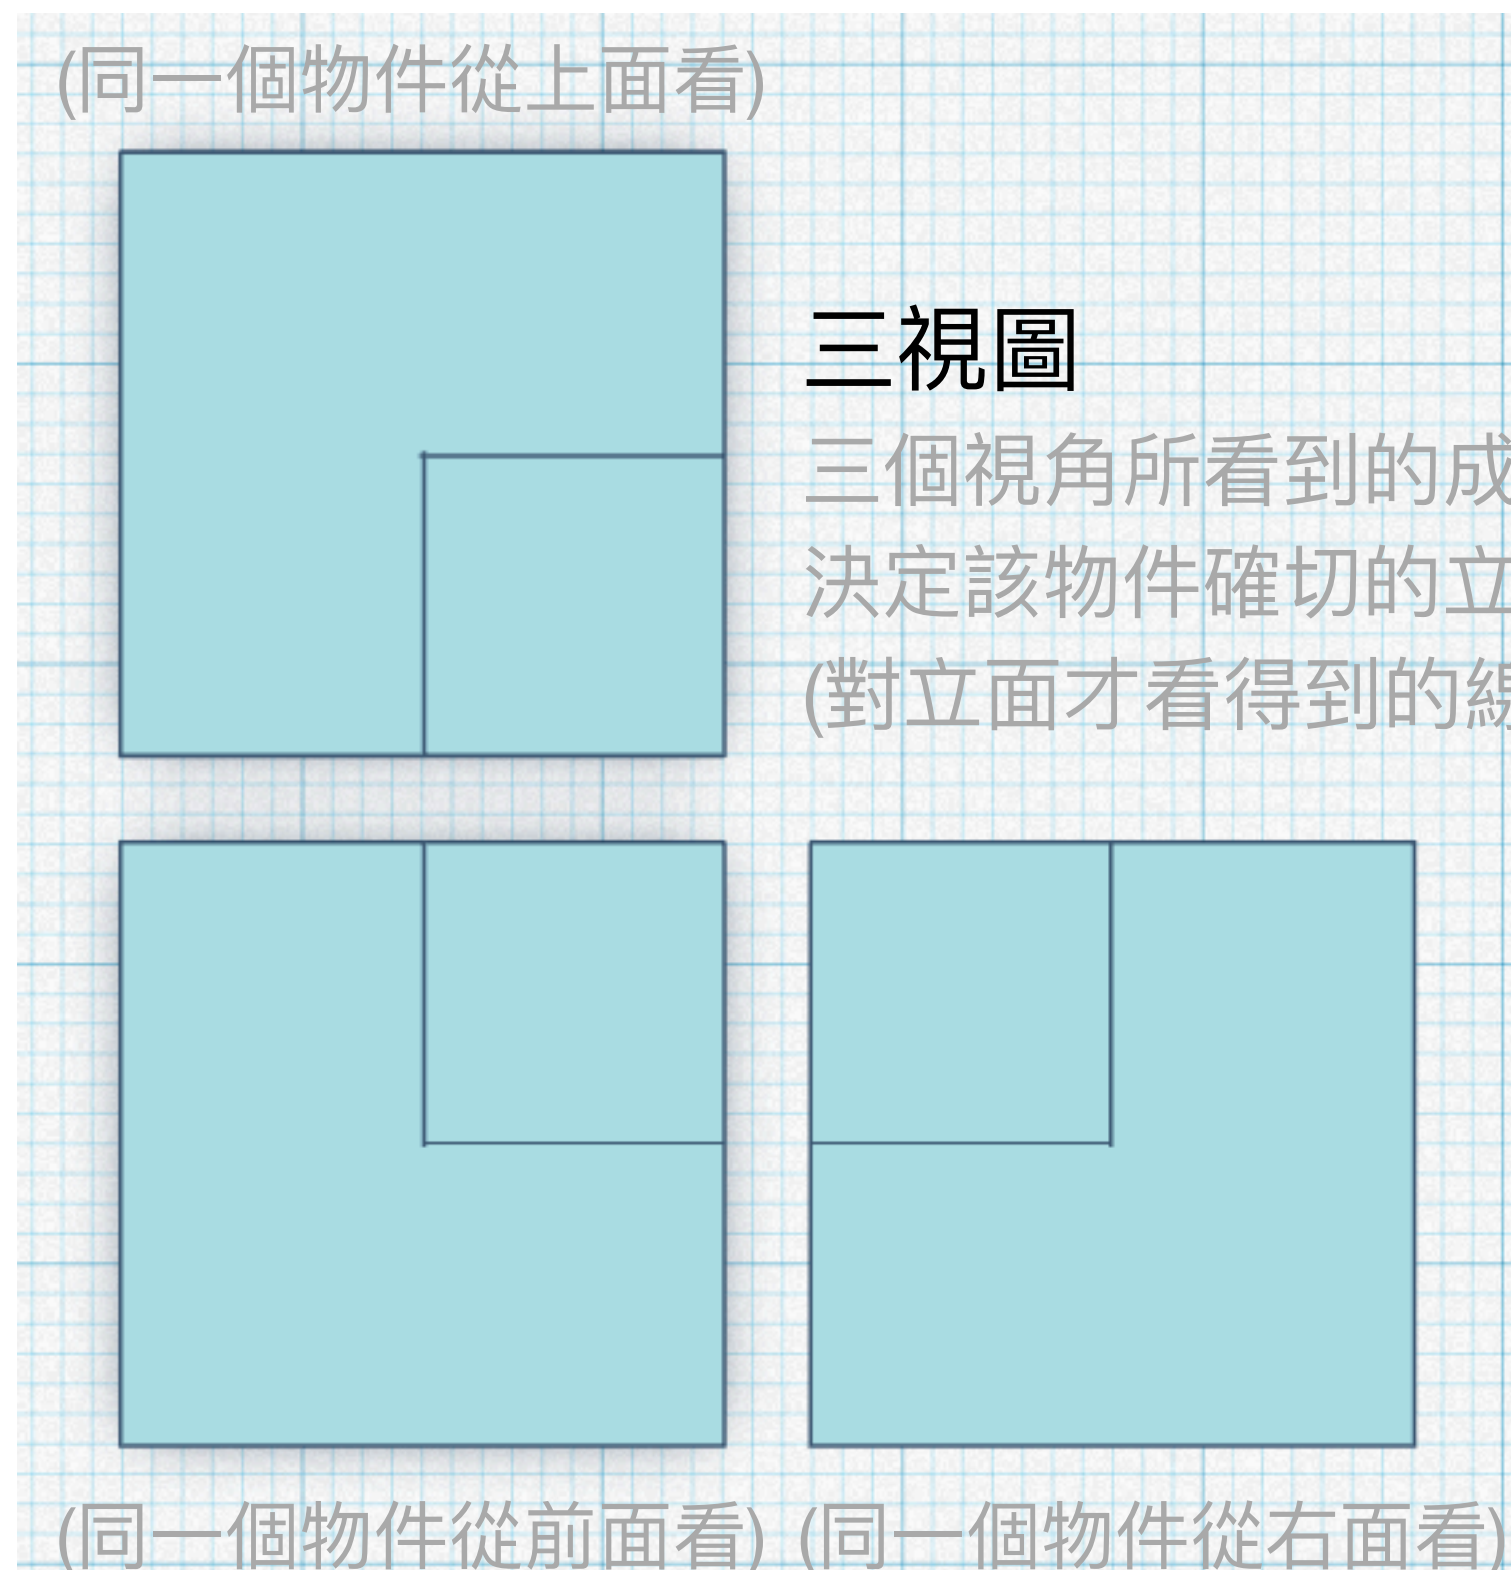 (同一個物件從上面看)
三視圖
三個視角所看到的成
決定該物件確切的立
(對立面才看得到的線
(同一個物件從前面看)
(同一個物件從右面看)